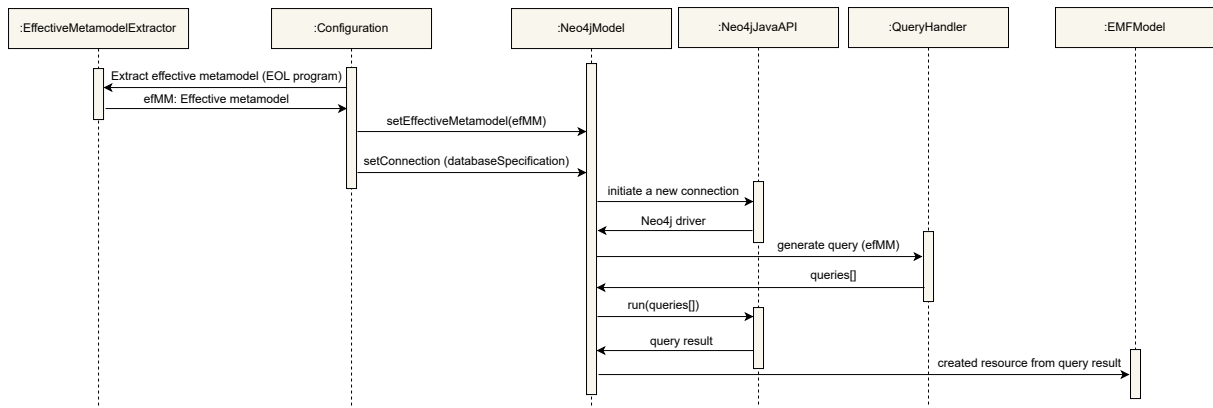 :EffectiveMetamodelExtractor
:Configuration
:Neo4jModel
:Neo4jJavaAPI
:QueryHandler
:EMFModel
Extract effective metamodel (EOL program)
efMM: Effective metamodel
setEffectiveMetamodel(efMM)
setConnection (databaseSpecification)
initiate a new connection
Neo4j driver
generate query (efMM)
queries[]
run(queries[])
query result
created resource from query result